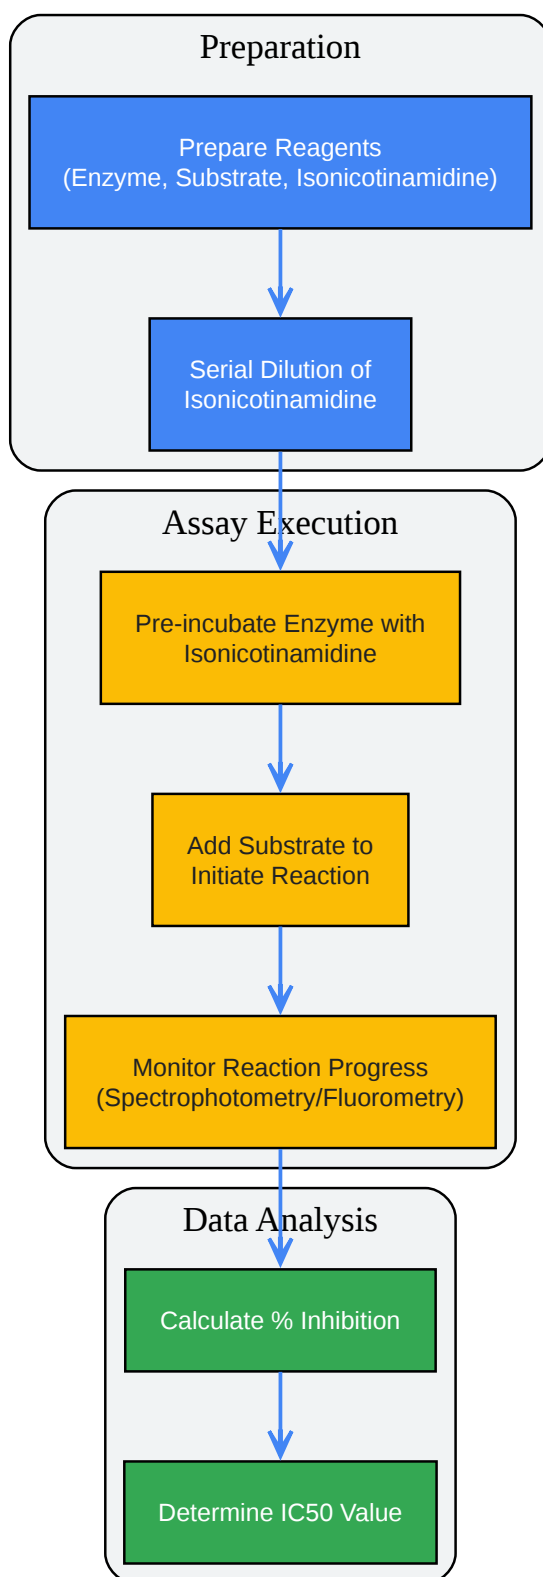 Preparation
Prepare Reagents
(Enzyme, Substrate, Isonicotinamidine)
Serial Dilution of
Isonicotinamidine
Assay Execution
Pre-incubate Enzyme with
Isonicotinamidine
Add Substrate to
Initiate Reaction
Monitor Reaction Progress
(Spectrophotometry/Fluorometry)
Data Analysis
Calculate % Inhibition
Determine IC50 Value